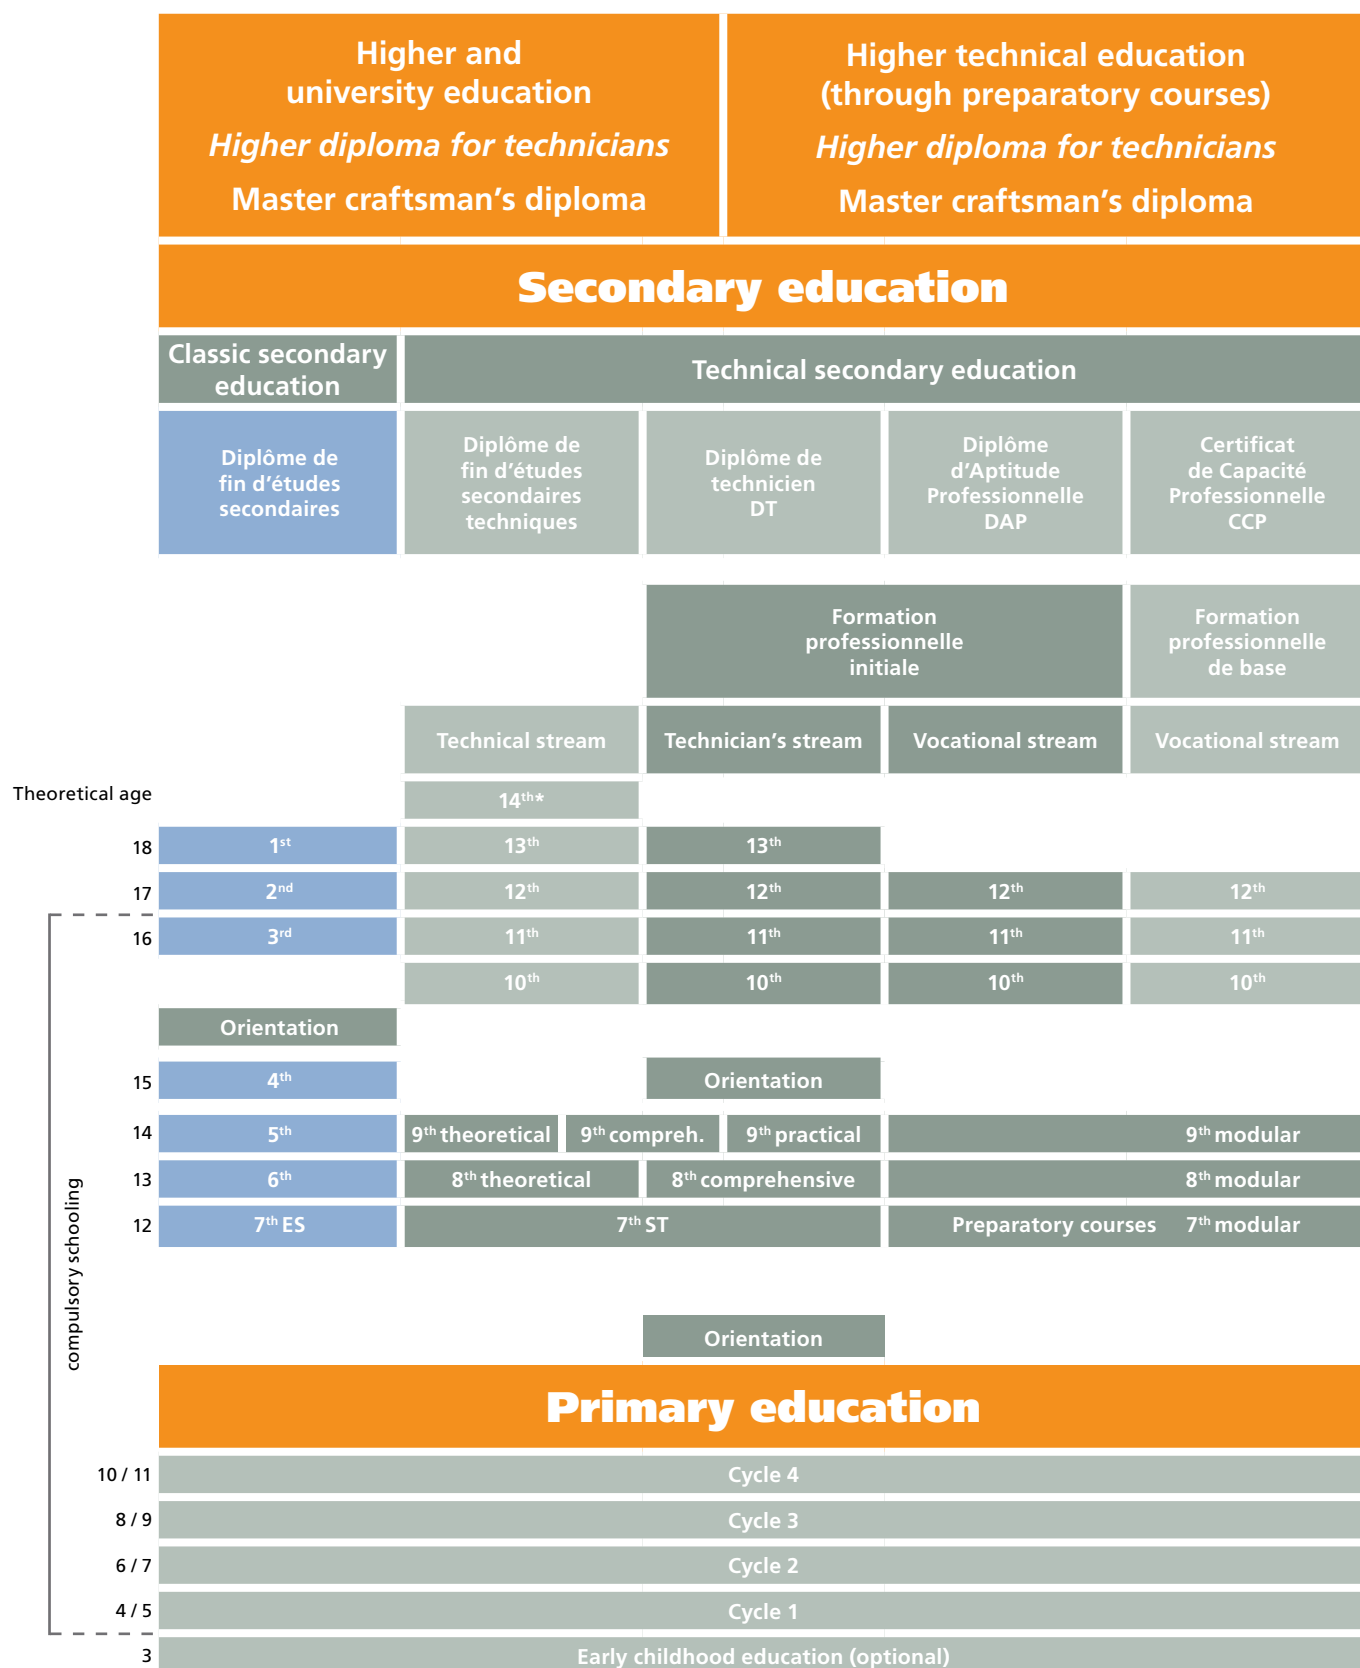 Higher and
university education
Higher diploma for technicians
Master craftsman's diploma
Higher technical education
(through preparatory courses)
Higher diploma for technicians
Master craftsman's diploma
Secondary education
Classic secondary
education
Technical secondary education
Diplôme de
fin d'études
secondaires
Diplôme de
fin d'études
secondaires
techniques
Diplôme de
technicien
DT
Diplôme
d'Aptitude
Professionnelle
DAP
Certificat
de Capacité
Professionnelle
CCP
Formation
professionnelle
initiale
Formation
professionnelle
de base
Technical stream
Technician's stream
Vocational stream
Vocational stream
Theoretical age
14th*
18 1st 13th 13th
17 2nd 12th 12th 12th 12th
16 3rd 11th 11th 11th 11th
10th 10th 10th 10th
Orientation
15 4th Orientation
14 5th 9th theoretical 9th compreh. 9th practical 9th modular
13 6th 8th theoretical 8th comprehensive 8th modular
12 7th ES 7th ST Preparatory courses 7th modular
compulsory schooling
Orientation
Primary education
10 / 11 Cycle 4
8 / 9 Cycle 3
6 / 7 Cycle 2
4 / 5 Cycle 1
3 Early childhood education (optional)